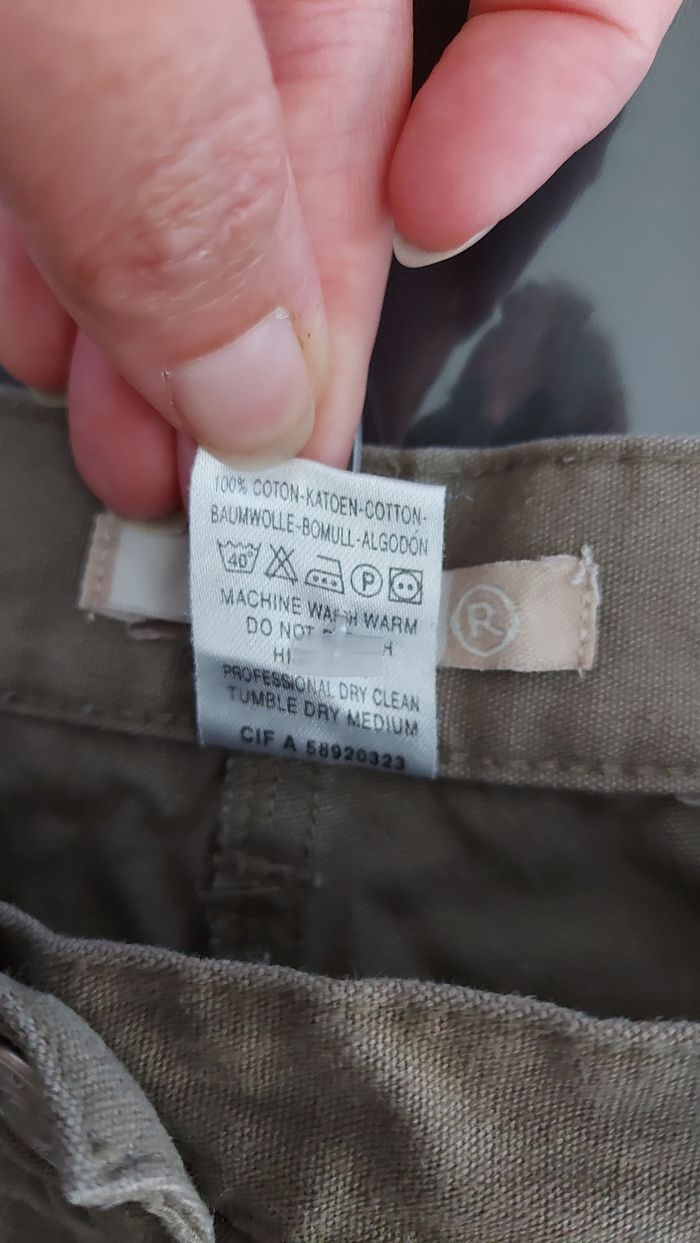 100% COTON-KATOEN-COTTON-
BAUMWOLLE-BOMULL-ALGODÓN
40° P
MACHINE WASH WARM
DO NOT
PROFESSIONAL DRY CLEAN
TUMBLE DRY MEDIUM
CIF A 58920323
R